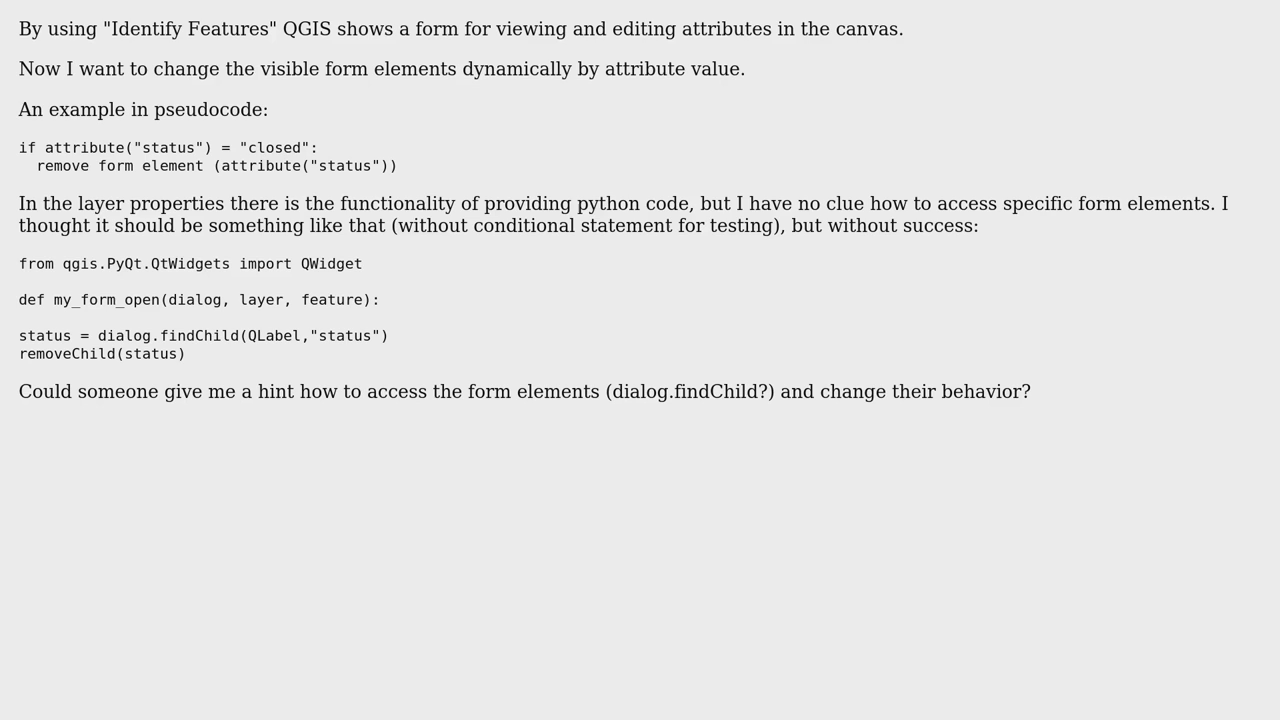 By using "Identify Features" QGIS shows a form for viewing and editing attributes in the canvas.
Now I want to change the visible form elements dynamically by attribute value.
An example in pseudocode:
if attribute("status") = "closed":
  remove form element (attribute("status"))
In the layer properties there is the functionality of providing python code, but I have no clue how to access specific form elements. I
thought it should be something like that (without conditional statement for testing), but without success:
from qgis.PyQt.QtWidgets import QWidget
def my_form_open(dialog, layer, feature):
status = dialog.findChild(QLabel,"status")
removeChild(status)
Could someone give me a hint how to access the form elements (dialog.findChild?) and change their behavior?